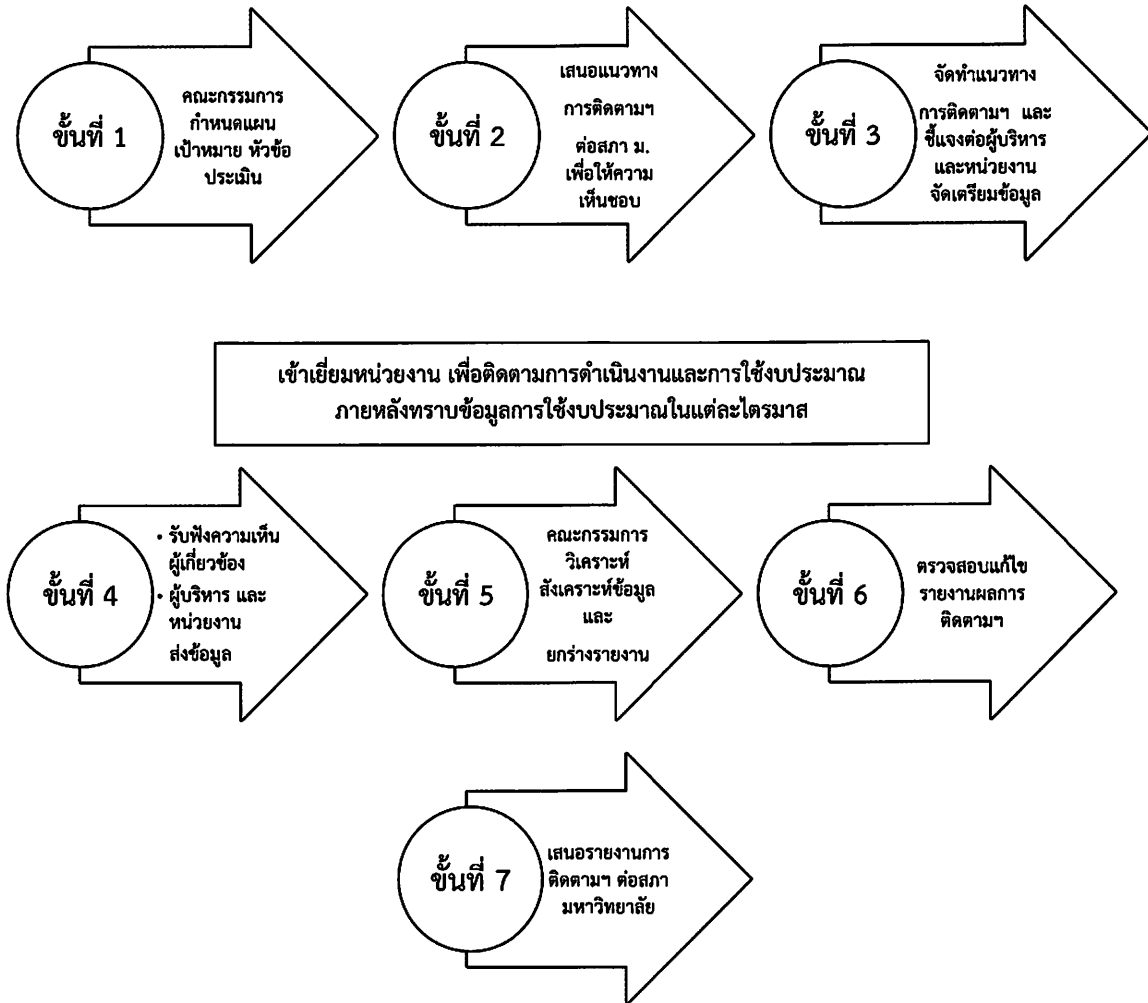 ขั้นที่ 1
คณะกรรมการ
กำหนดแผน
เป้าหมาย หัวข้อ
ประเมิน
ขั้นที่ 2
เสนอแนวทาง
การติดตามฯ
ต่อสภา ม.
เพื่อให้ความ
เห็นชอบ
ขั้นที่ 3
จัดทำแนวทาง
การติดตามฯ และ
ชี้แจงต่อผู้บริหาร
และหน่วยงาน
จัดเตรียมข้อมูล
เข้าเยี่ยมหน่วยงาน เพื่อติดตามการดำเนินงานและการใช้งบประมาณ
ภายหลังทราบข้อมูลการใช้งบประมาณในแต่ละไตรมาส
ขั้นที่ 4
• รับฟังความเห็น
ผู้เกี่ยวข้อง
• ผู้บริหาร และ
หน่วยงาน
ส่งข้อมูล
ขั้นที่ 5
คณะกรรมการ
วิเคราะห์
สังเคราะห์ข้อมูล
และ
ยกร่างรายงาน
ขั้นที่ 6
ตรวจสอบแก้ไข
รายงานผลการ
ติดตามฯ
ขั้นที่ 7
เสนอรายงานการ
ติดตามฯ ต่อสภา
มหาวิทยาลัย